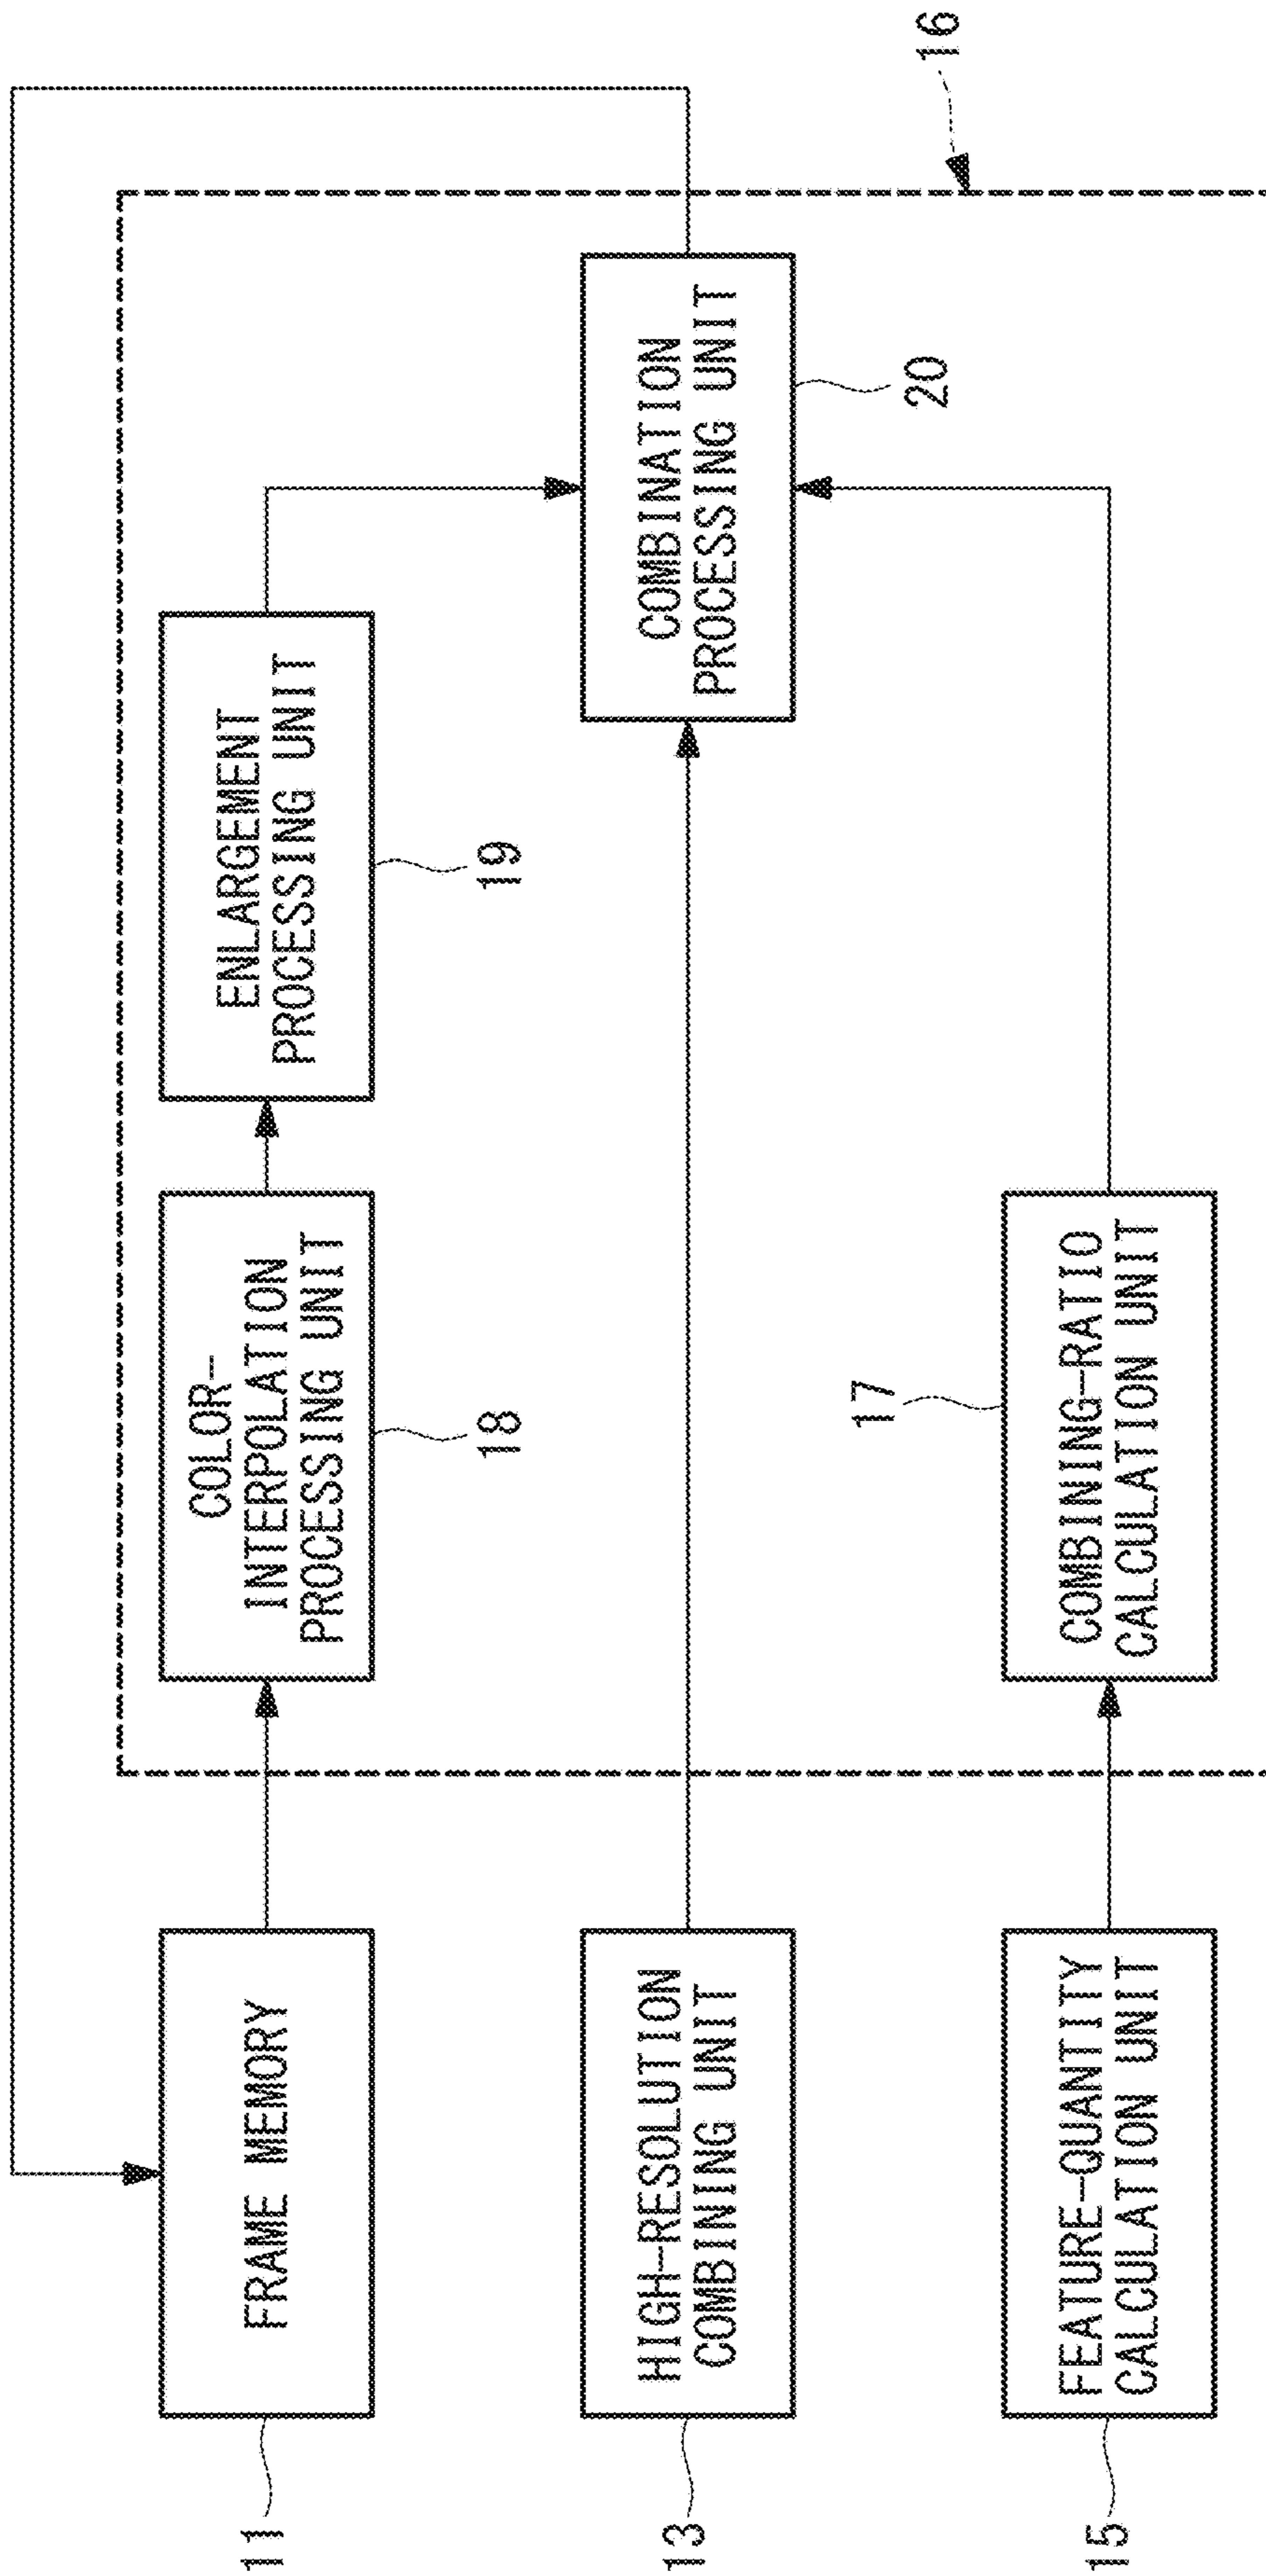 16
11
FRAME MEMORY
COLOR-
INTERPOLATION
PROCESSING UNIT
18
ENLARGEMENT
PROCESSING UNIT
19
13
HIGH-RESOLUTION
COMBINING UNIT
COMBINATION
PROCESSING UNIT
20
15
FEATURE-QUANTITY
CALCULATION UNIT
17
COMBINING-RATIO
CALCULATION UNIT